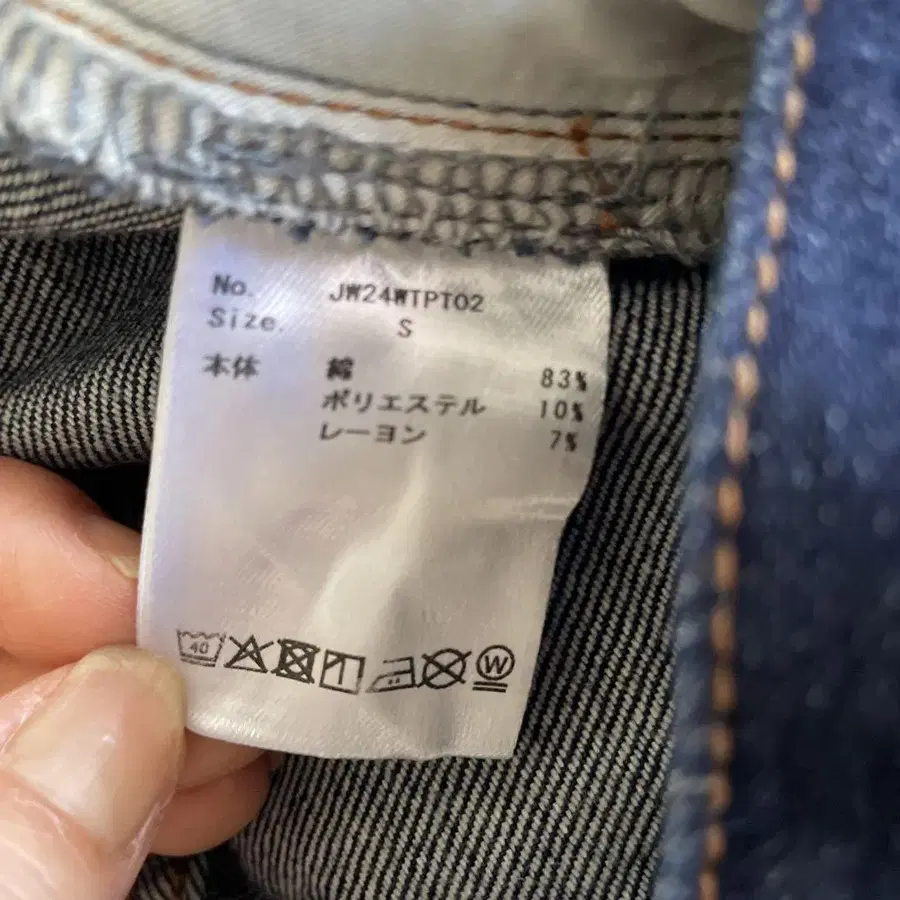 No. JW24WTPT02
Size. S
本体 綿 83%
ポリエステル 10%
レーヨン 7%
40 W